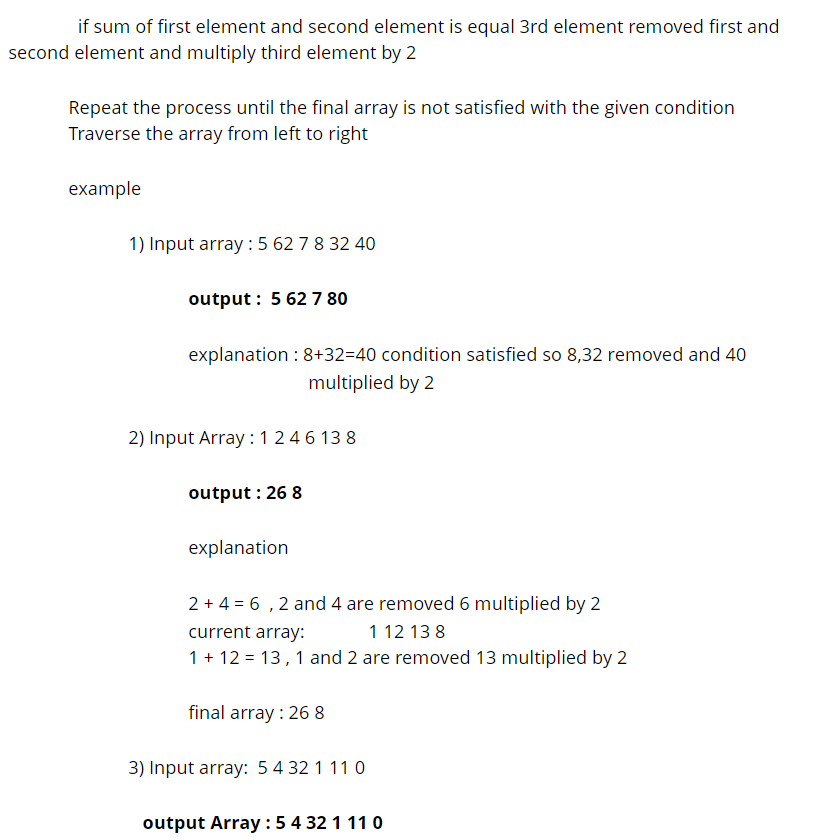 if sum of first element and second element is equal 3rd element removed first and
second element and multiply third element by 2
Repeat the process until the final array is not satisfied with the given condition
Traverse the array from left to right
example
1) Input array : 5 62 7 8 32 40
output :  5 62 7 80
explanation : 8+32=40 condition satisfied so 8,32 removed and 40
multiplied by 2
2) Input Array : 1 2 4 6 13 8
output : 26 8
explanation
2 + 4 = 6  , 2 and 4 are removed 6 multiplied by 2
current array:          1 12 13 8
1 + 12 = 13 , 1 and 2 are removed 13 multiplied by 2
final array : 26 8
3) Input array:  5 4 32 1 11 0
output Array : 5 4 32 1 11 0